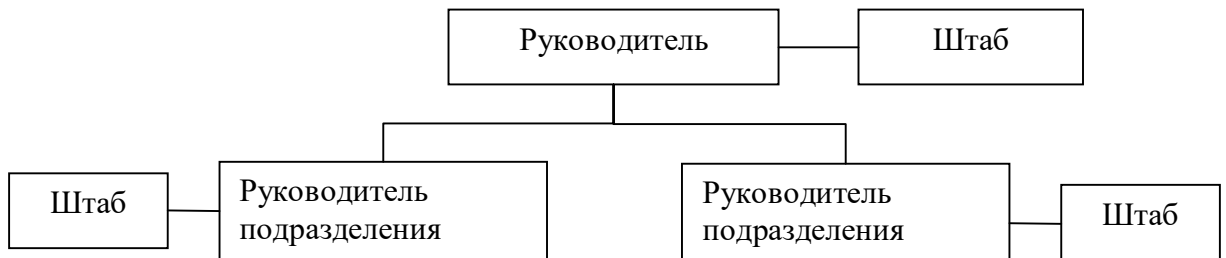 Руководитель
Штаб
Штаб
Руководитель
подразделения
Руководитель
подразделения
Штаб